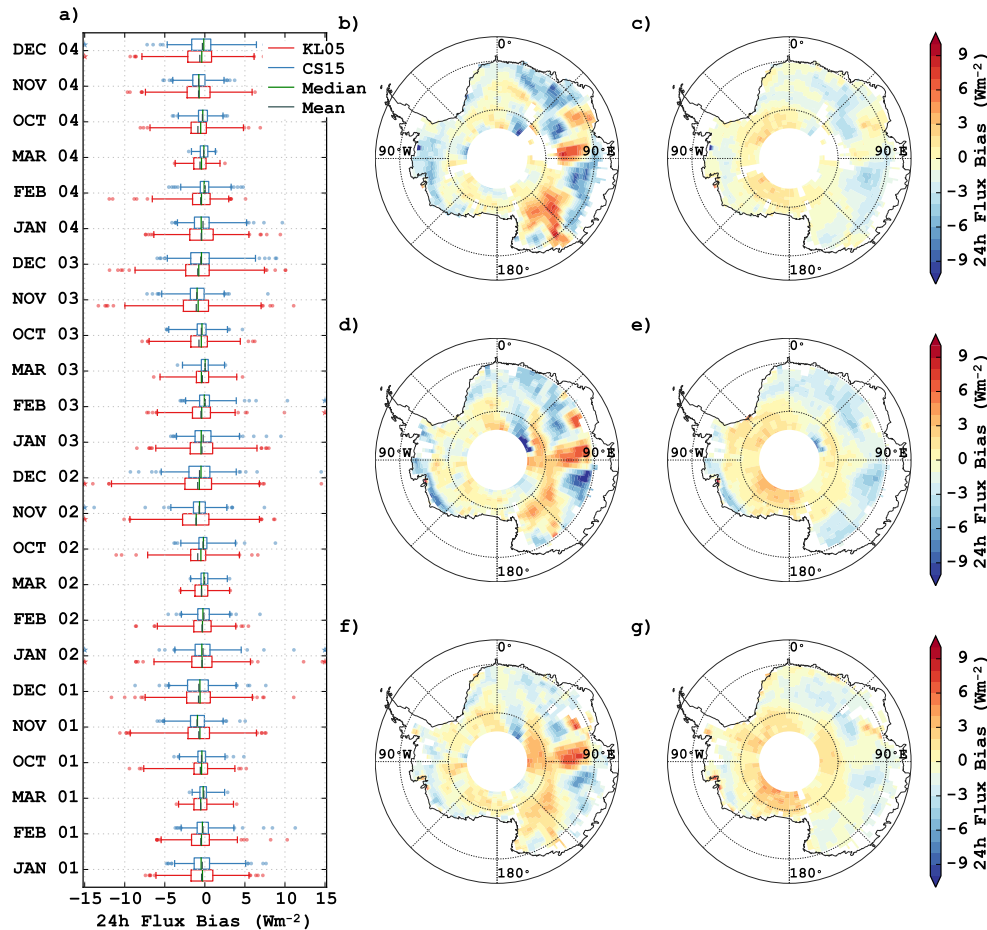 a)
DEC 04
NOV 04
OCT 04
MAR 04
FEB 04
JAN 04
DEC 03
NOV 03
OCT 03
MAR 03
FEB 03
JAN 03
DEC 02
NOV 02
OCT 02
MAR 02
FEB 02
JAN 02
DEC 01
NOV 01
OCT 01
MAR 01
FEB 01
JAN 01
−15 −10 −5 0 5 10 15
24h Flux Bias (Wm⁻²)
KL05
CS15
Median
Mean
b)
0°
90°W
90°E
180°
c)
0°
90°W
90°E
180°
9
6
3
0
−3
−6
−9
24h Flux Bias (Wm⁻²)
d)
0°
90°W
90°E
180°
e)
0°
90°W
90°E
180°
9
6
3
0
−3
−6
−9
24h Flux Bias (Wm⁻²)
f)
0°
90°W
90°E
180°
g)
0°
90°W
90°E
180°
9
6
3
0
−3
−6
−9
24h Flux Bias (Wm⁻²)